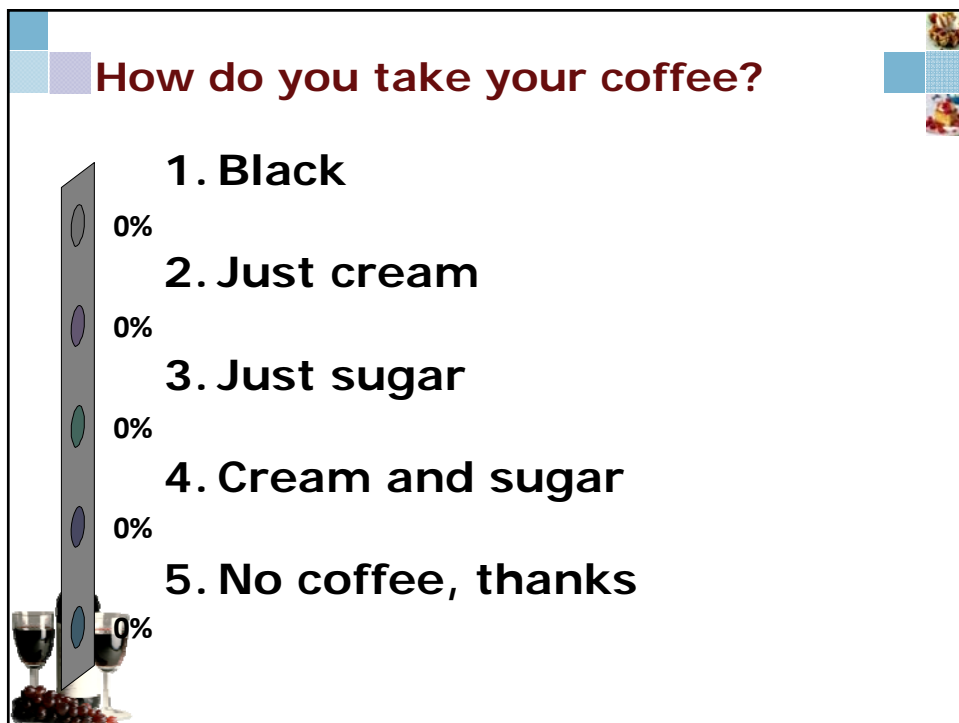 How do you take your coffee?
1. Black
0%
2. Just cream
0%
3. Just sugar
0%
4. Cream and sugar
0%
5. No coffee, thanks
0%